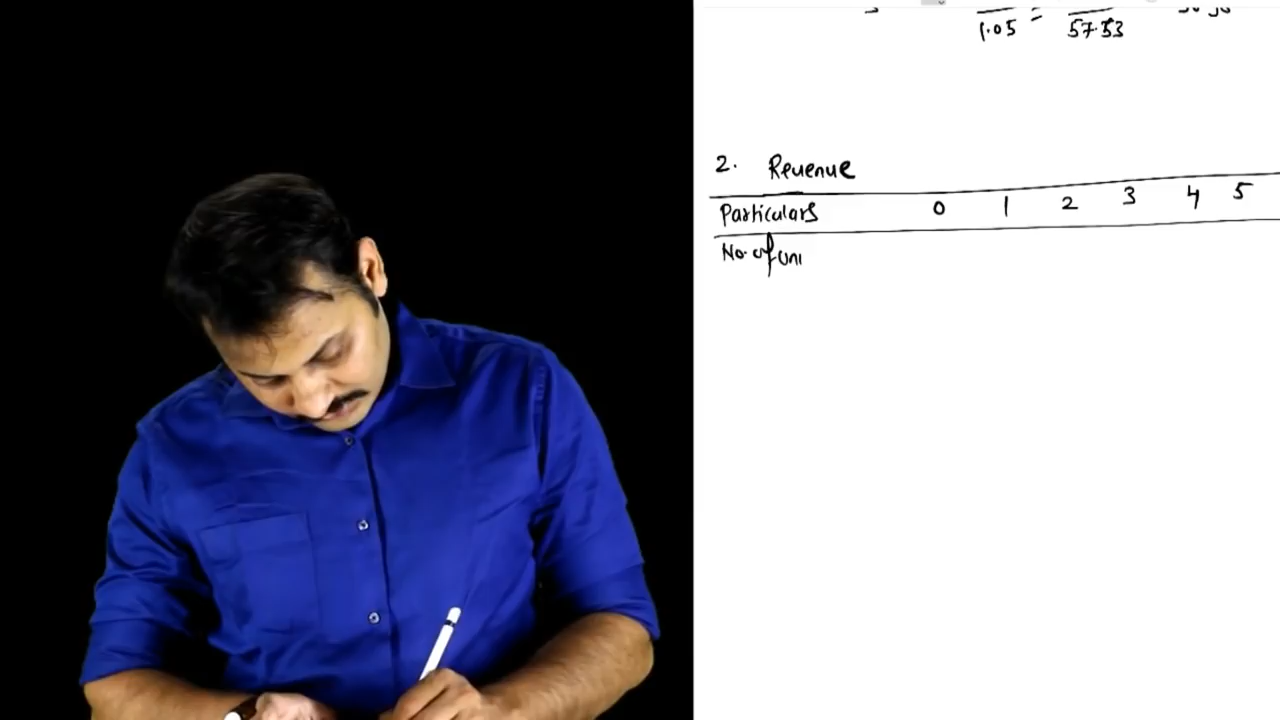 1.05 = 57.53
2. Revenue
Particulars 0 1 2 3 4 5
No. of uni